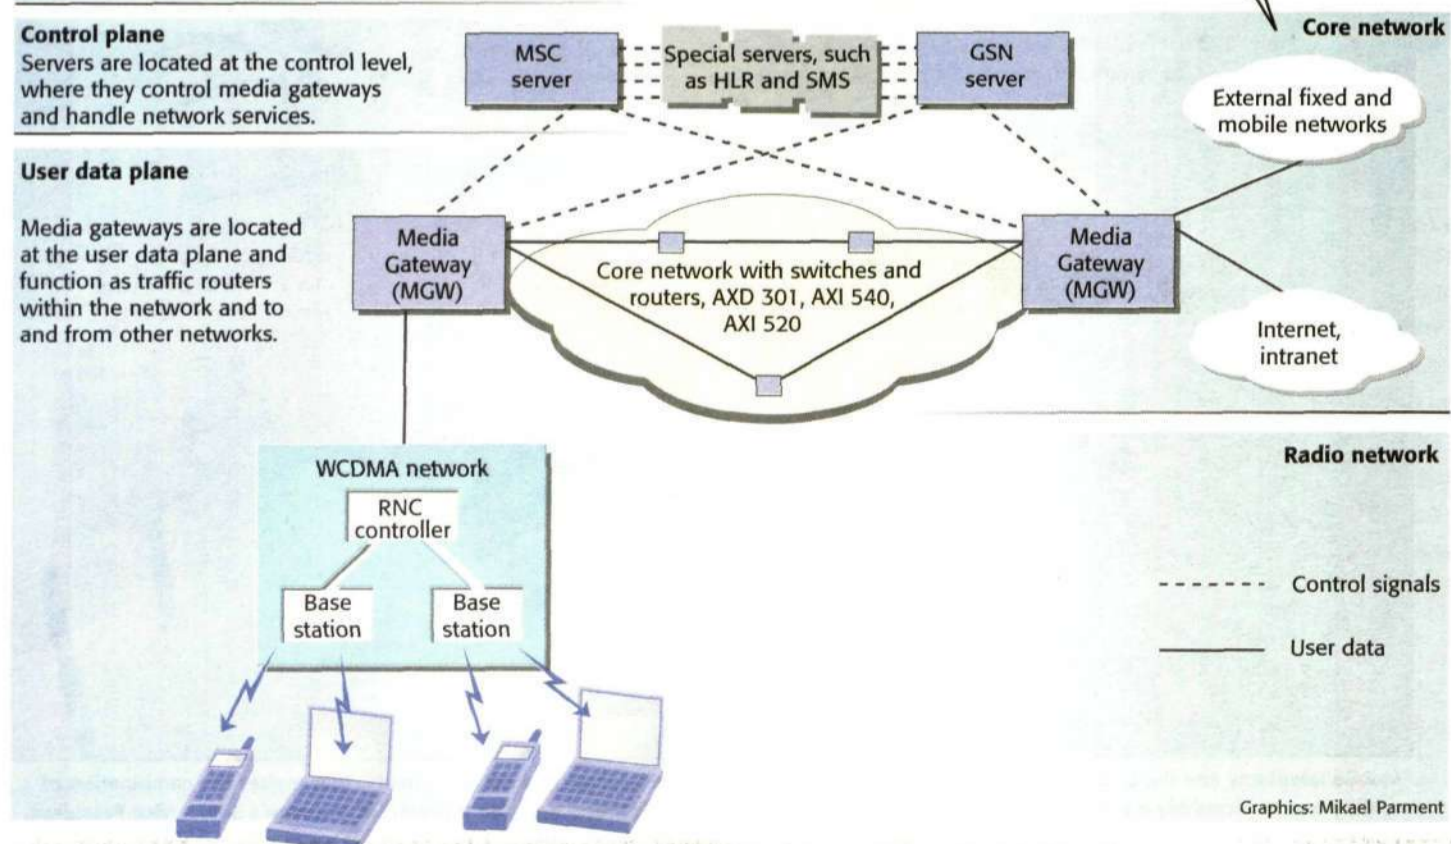 Control plane
Servers are located at the control level,
where they control media gateways
and handle network services.
MSC
server
Special servers, such
as HLR and SMS
GSN
server
Core network
External fixed and
mobile networks
User data plane
Media gateways are located
at the user data plane and
function as traffic routers
within the network and to
and from other networks.
Media
Gateway
(MGW)
Core network with switches and
routers, AXD 301, AXI 540,
AXI 520
Media
Gateway
(MGW)
Internet,
intranet
WCDMA network
RNC
controller
Base
station
Base
station
Radio network
Control signals
User data
Graphics: Mikael Parment